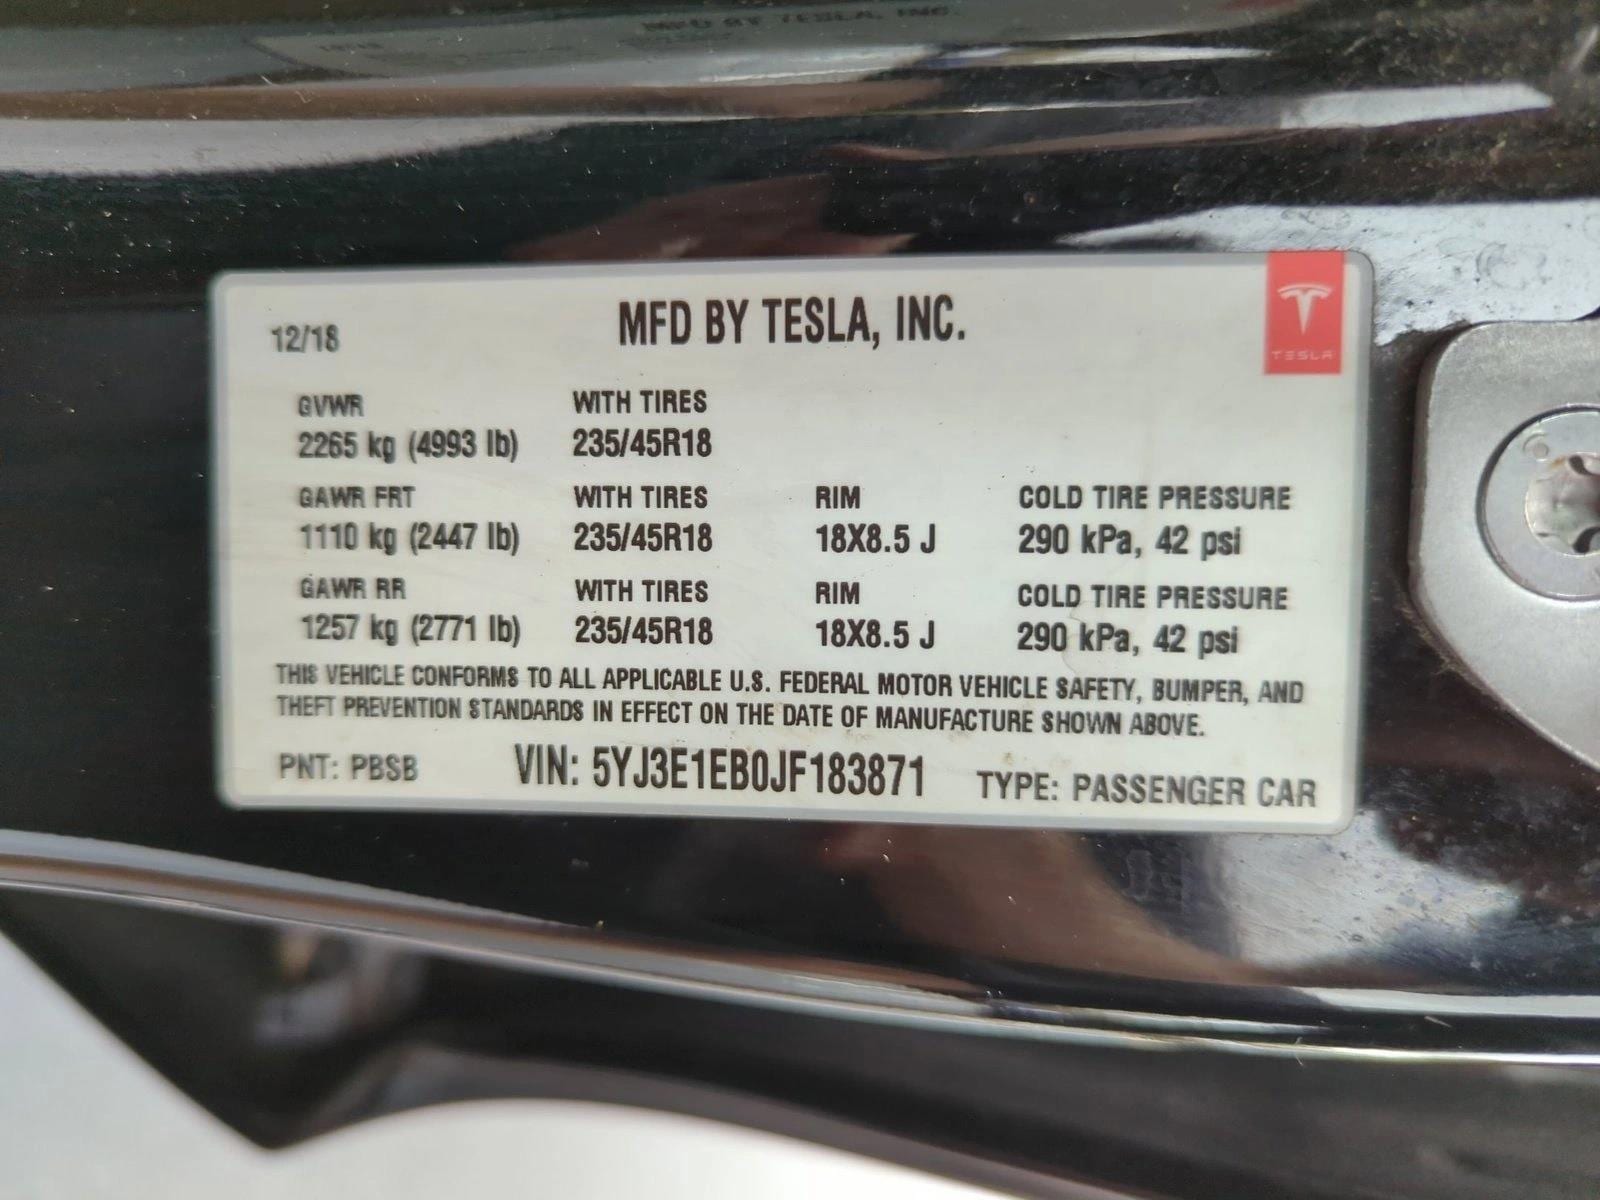 MFD BY TESLA, INC.
12/18
MFD BY TESLA, INC.
TESLA
GVWR WITH TIRES
2265 kg (4993 lb) 235/45R18
GAWR FRT WITH TIRES RIM COLD TIRE PRESSURE
1110 kg (2447 lb) 235/45R18 18X8.5 J 290 kPa, 42 psi
GAWR RR WITH TIRES RIM COLD TIRE PRESSURE
1257 kg (2771 lb) 235/45R18 18X8.5 J 290 kPa, 42 psi
THIS VEHICLE CONFORMS TO ALL APPLICABLE U.S. FEDERAL MOTOR VEHICLE SAFETY, BUMPER, AND
THEFT PREVENTION STANDARDS IN EFFECT ON THE DATE OF MANUFACTURE SHOWN ABOVE.
PNT: PBSB VIN: 5YJ3E1EB0JF183871 TYPE: PASSENGER CAR